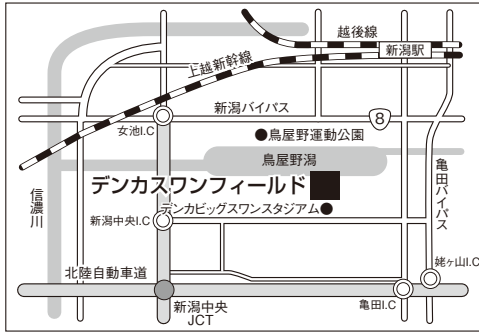 越後線
新潟駅
上越新幹線
新潟バイパス
8
女池I.C
鳥屋野運動公園
鳥屋野潟
デンカスワンフィールド
デンカビッグスワンスタジアム
信濃川
亀田バイパス
新潟中央I.C
姥ヶ山I.C
北陸自動車道
新潟中央
JCT
亀田I.C